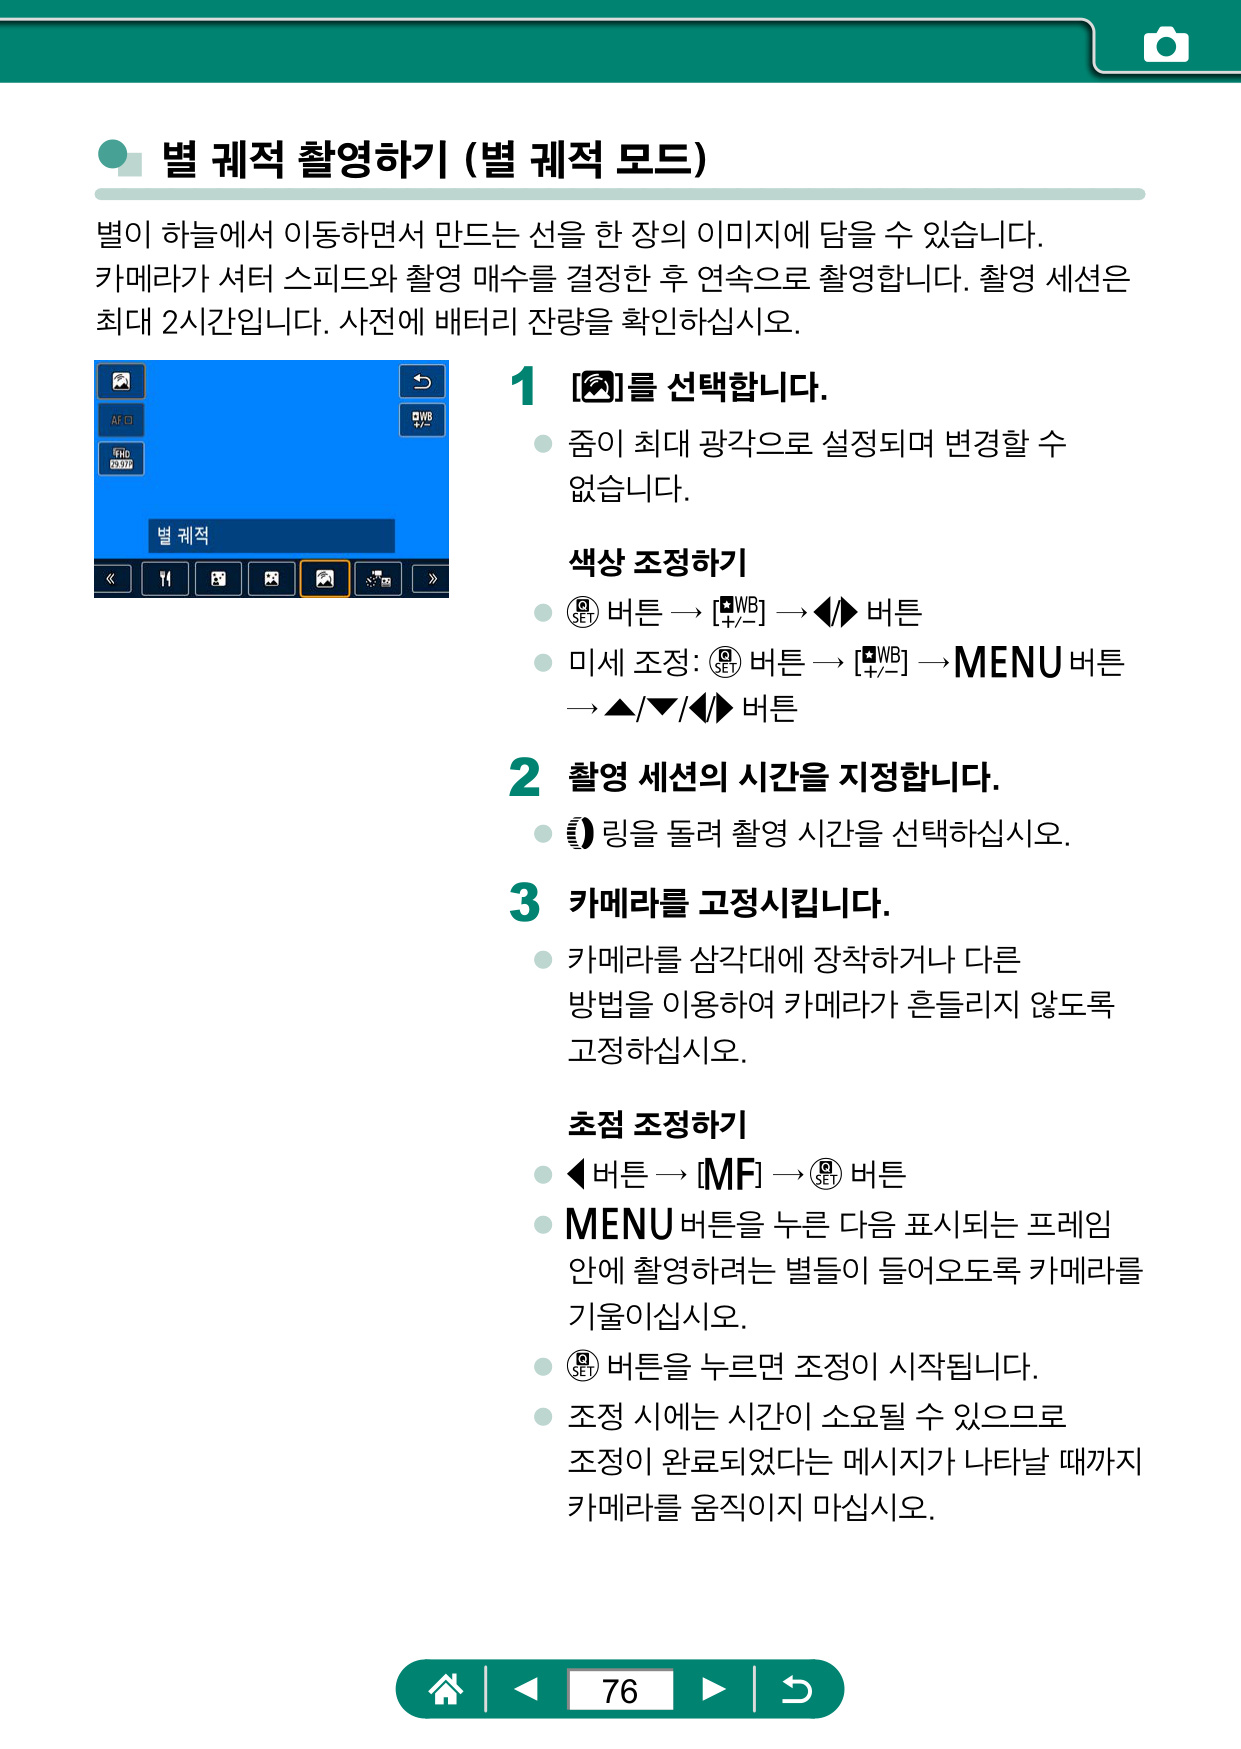 별 궤적 촬영하기 (별 궤적 모드)
별이 하늘에서 이동하면서 만드는 선을 한 장의 이미지에 담을 수 있습니다.
카메라가 셔터 스피드와 촬영 매수를 결정한 후 연속으로 촬영합니다. 촬영 세션은
최대 2시간입니다. 사전에 배터리 잔량을 확인하십시오.
AF
WB
+/−
FHD
29.97P
별 궤적
1 []를 선택합니다.
줌이 최대 광각으로 설정되며 변경할 수
없습니다.
색상 조정하기
Q SET 버튼 → [★WB +/−] → ◀/▶ 버튼
미세 조정: Q SET 버튼 → [★WB +/−] → MENU 버튼
→ ▲/▼/◀/▶ 버튼
2 촬영 세션의 시간을 지정합니다.
링을 돌려 촬영 시간을 선택하십시오.
3 카메라를 고정시킵니다.
카메라를 삼각대에 장착하거나 다른
방법을 이용하여 카메라가 흔들리지 않도록
고정하십시오.
초점 조정하기
◀ 버튼 → [MF] → Q SET 버튼
MENU 버튼을 누른 다음 표시되는 프레임
안에 촬영하려는 별들이 들어오도록 카메라를
기울이십시오.
Q SET 버튼을 누르면 조정이 시작됩니다.
조정 시에는 시간이 소요될 수 있으므로
조정이 완료되었다는 메시지가 나타날 때까지
카메라를 움직이지 마십시오.
76